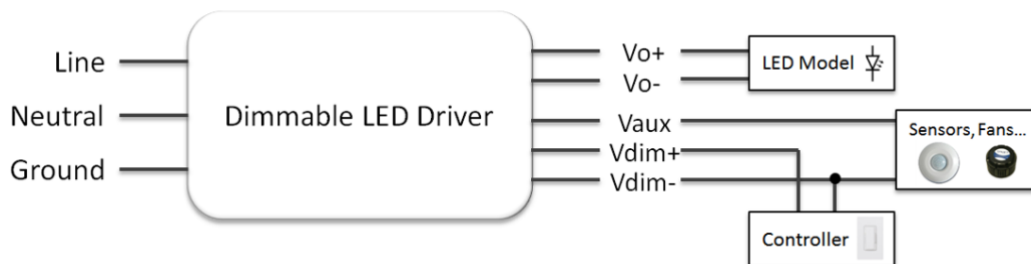 Line
Neutral
Ground
Dimmable LED Driver
Vo+
Vo-
Vaux
Vdim+
Vdim-
LED Model
Sensors, Fans...
Controller